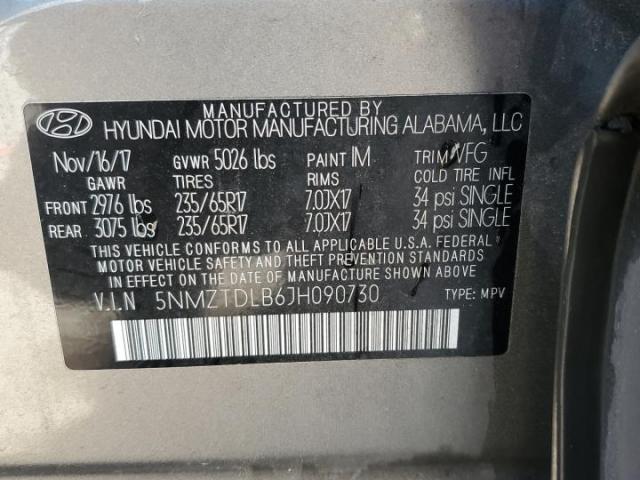 MANUFACTURED BY
HYUNDAI MOTOR MANUFACTURING ALABAMA, LLC
Nov/16/17 GVWR 5026 lbs PAINT IM TRIM VFG
GAWR TIRES RIMS COLD TIRE INFL
FRONT 2976 lbs 235/65R17 7.0JX17 34 psi SINGLE
REAR 3075 lbs 235/65R17 7.0JX17 34 psi SINGLE
THIS VEHICLE CONFORMS TO ALL APPLICABLE U.S.A. FEDERAL
MOTOR VEHICLE SAFETY AND THEFT PREVENTION STANDARDS
IN EFFECT ON THE DATE OF MANUFACTURE SHOWN ABOVE.
V.I.N 5NMZTDLB6JH090730 TYPE: MPV